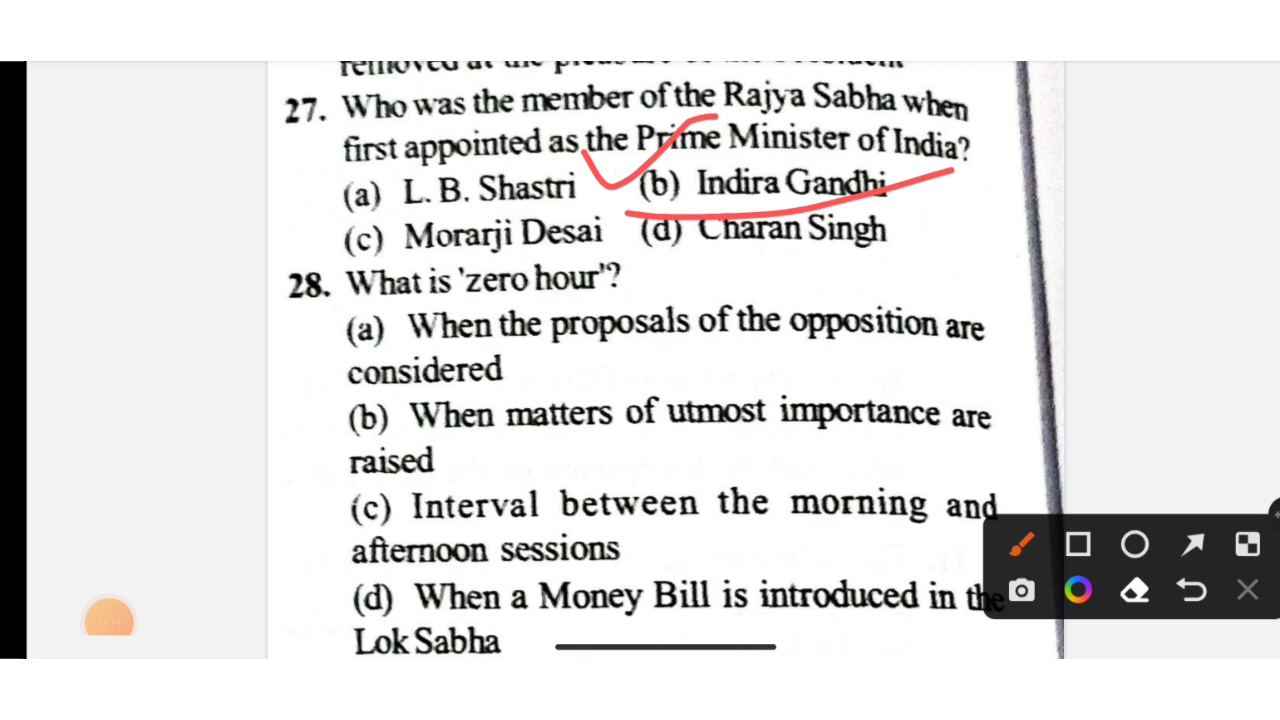 27. Who was the member of the Rajya Sabha when
first appointed as the Prime Minister of India?
(a) L. B. Shastri (b) Indira Gandhi
(c) Morarji Desai (d) Charan Singh
28. What is 'zero hour'?
(a) When the proposals of the opposition are
considered
(b) When matters of utmost importance are
raised
(c) Interval between the morning and
afternoon sessions
(d) When a Money Bill is introduced in the
Lok Sabha